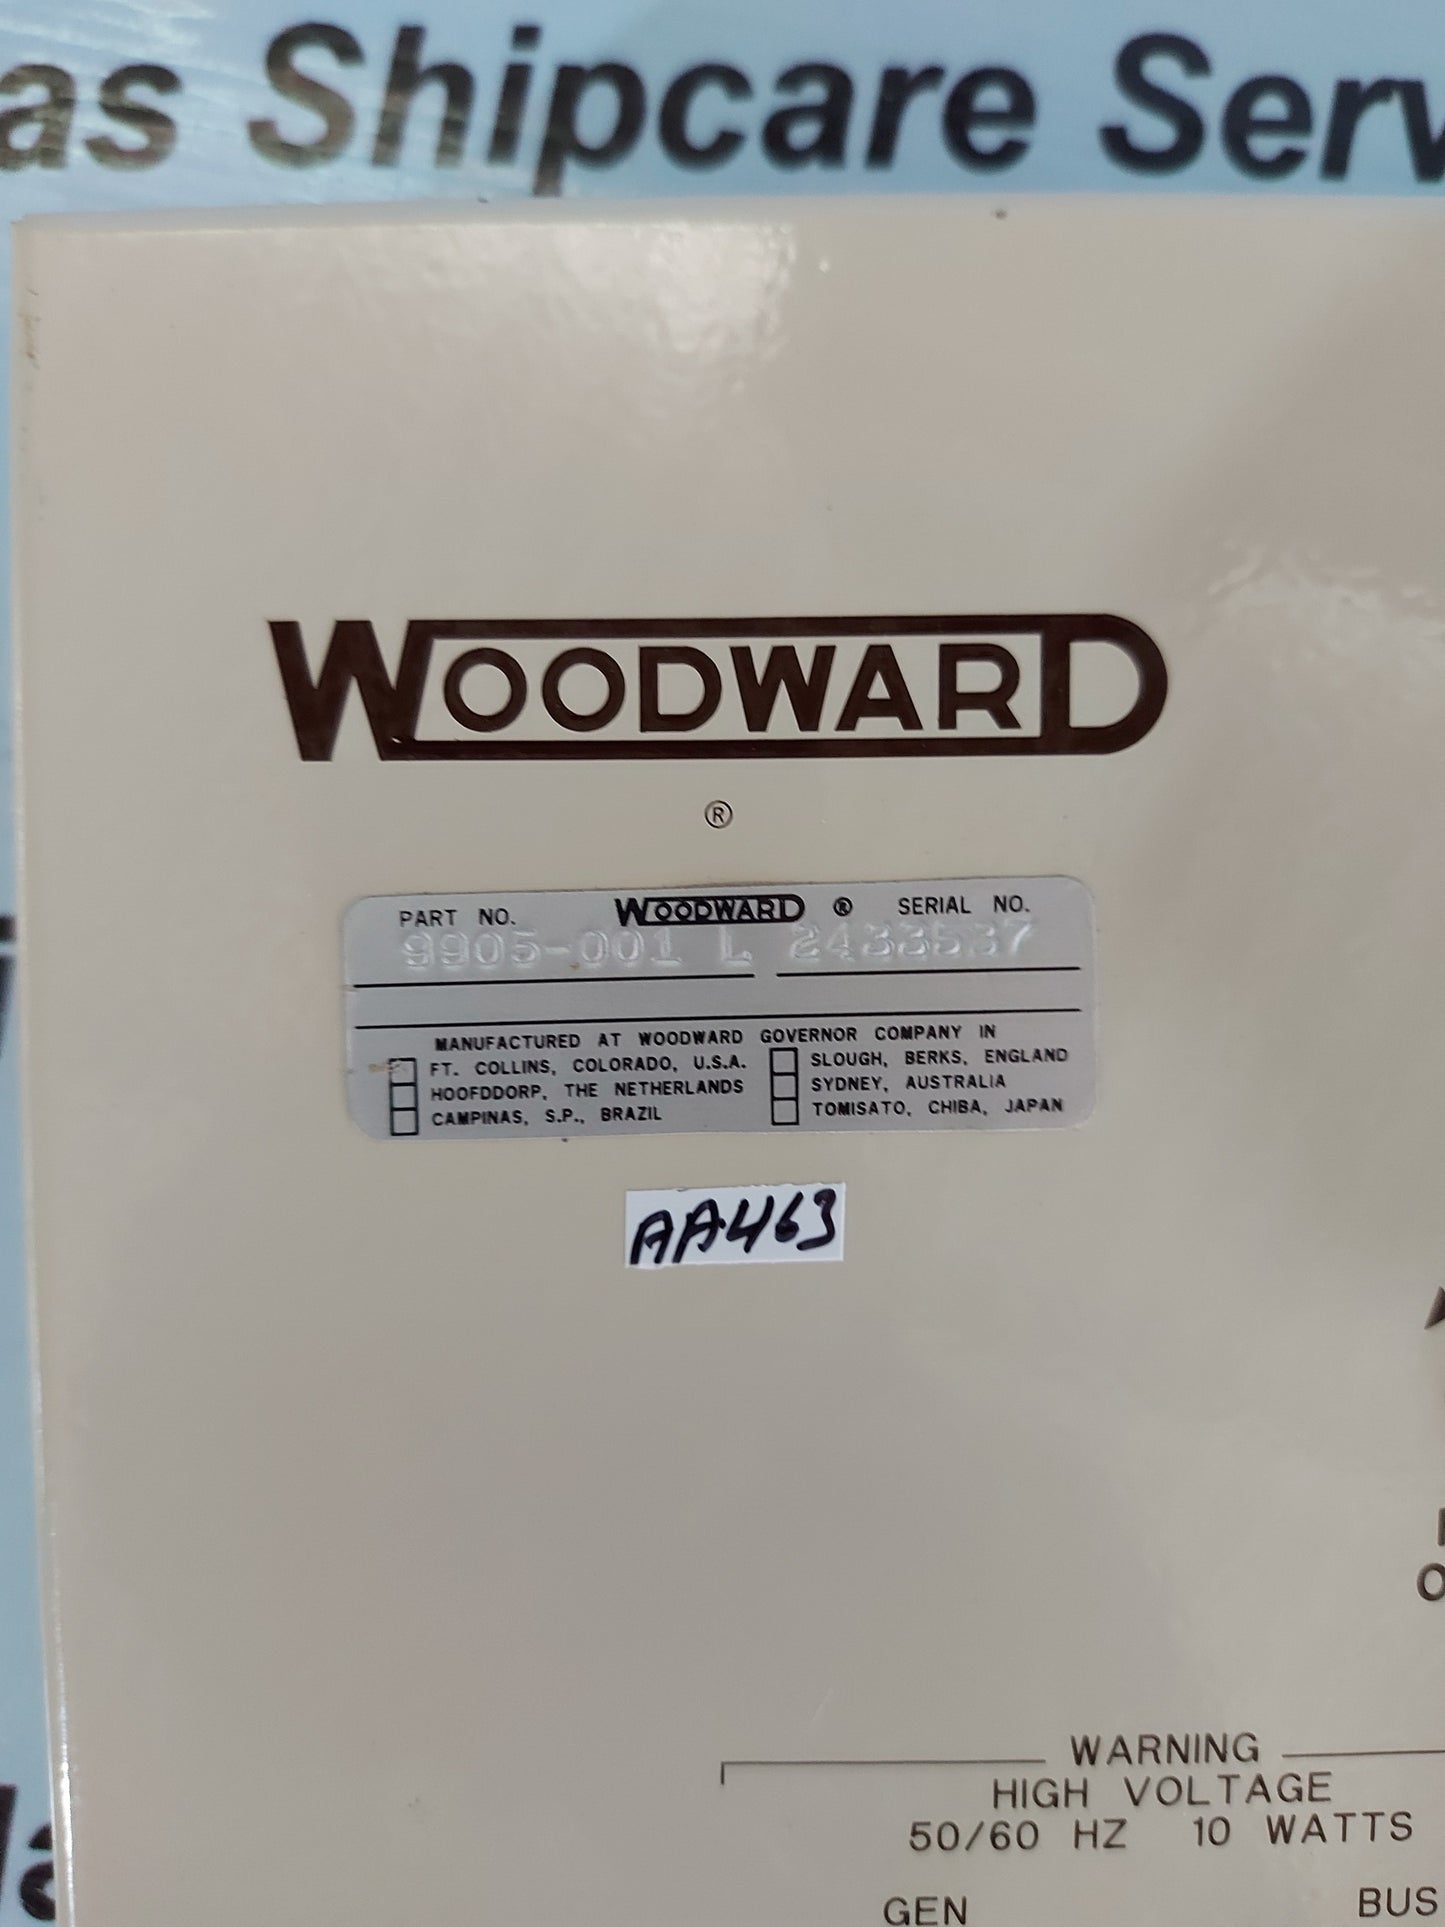 as Shipcare Serv
WOODWARD
®
PART NO. WOODWARD ® SERIAL NO.
9905-001 L 2433537
MANUFACTURED AT WOODWARD GOVERNOR COMPANY IN
FT. COLLINS, COLORADO, U.S.A. SLOUGH, BERKS, ENGLAND
HOOFDDORP, THE NETHERLANDS SYDNEY, AUSTRALIA
CAMPINAS, S.P., BRAZIL TOMISATO, CHIBA, JAPAN
AA463
WARNING
HIGH VOLTAGE
50/60 HZ 10 WATTS
GEN BUS